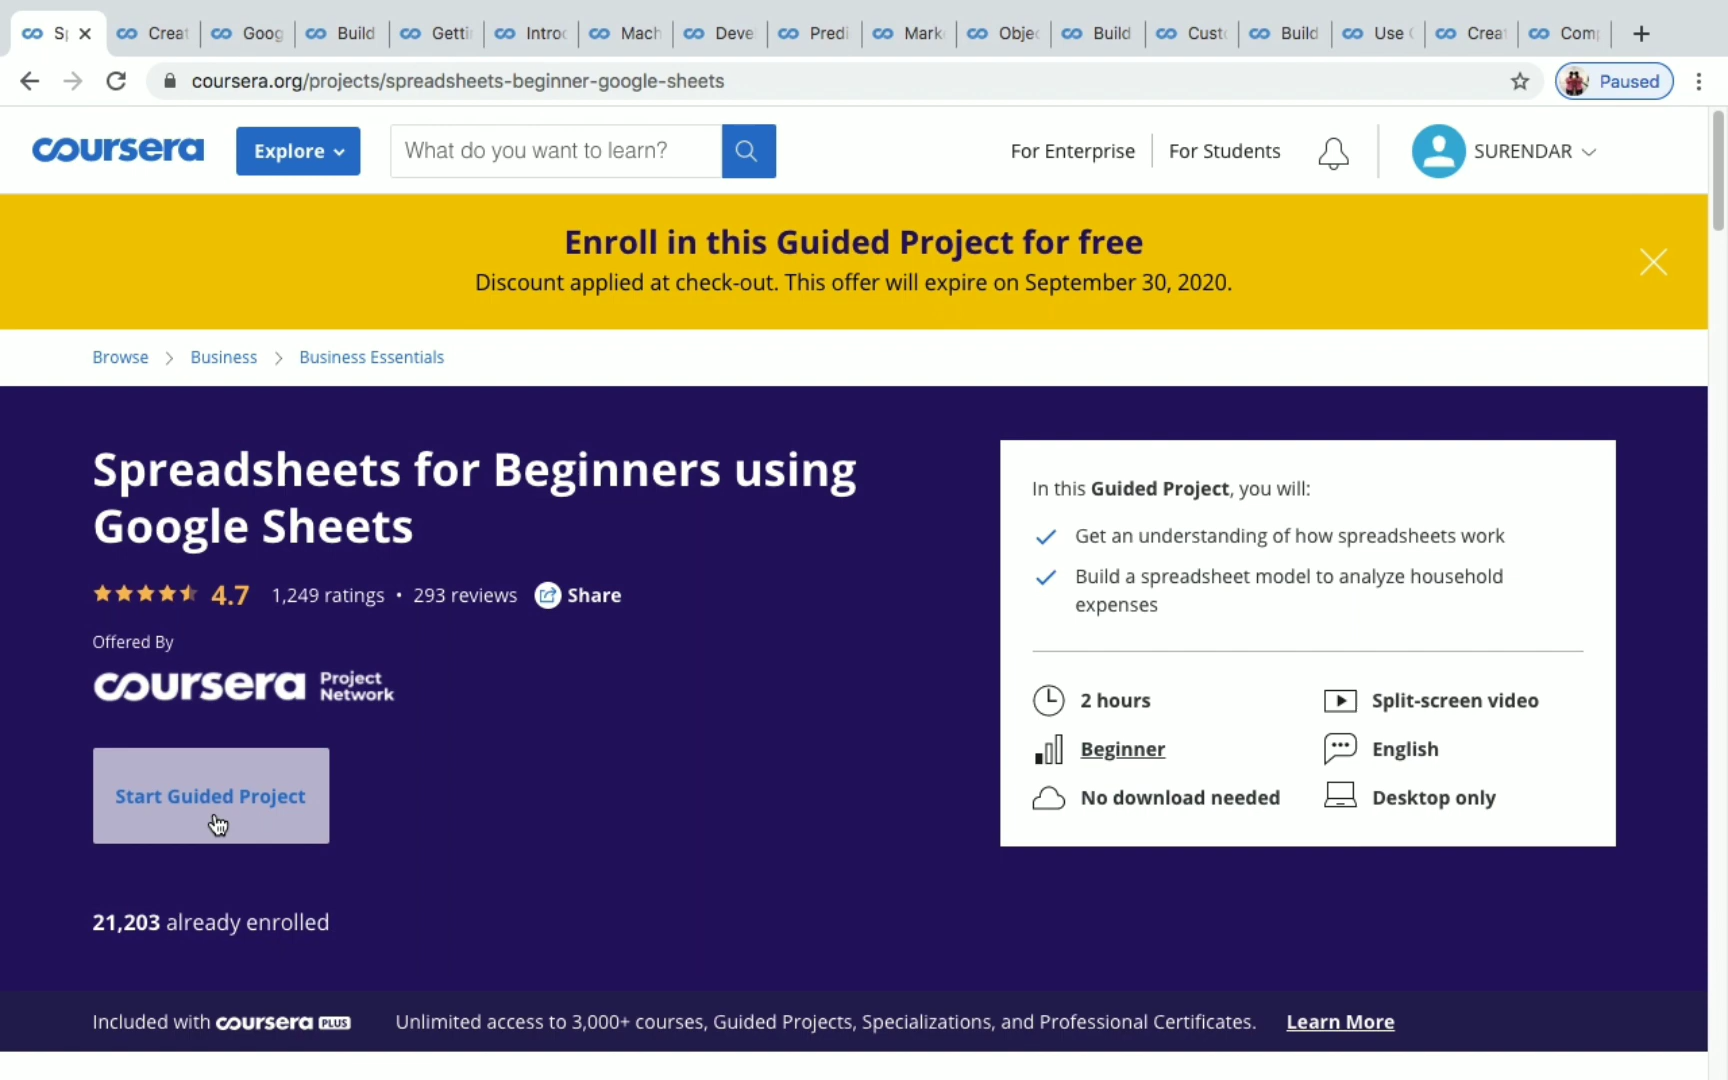 Creat Goog Build Getti Intro Mach Deve Predi Mark Obje Build Cust Build Use Creat Com
coursera.org/projects/spreadsheets-beginner-google-sheets
Paused
coursera
Explore
What do you want to learn?
For Enterprise
For Students
SURENDAR
Enroll in this Guided Project for free
Discount applied at check-out. This offer will expire on September 30, 2020.
Browse > Business > Business Essentials
Spreadsheets for Beginners using
Google Sheets
4.7 1,249 ratings • 293 reviews Share
Offered By
coursera Project Network
Start Guided Project
21,203 already enrolled
In this Guided Project, you will:
Get an understanding of how spreadsheets work
Build a spreadsheet model to analyze household
expenses
2 hours
Split-screen video
Beginner
English
No download needed
Desktop only
Included with coursera PLUS
Unlimited access to 3,000+ courses, Guided Projects, Specializations, and Professional Certificates.
Learn More